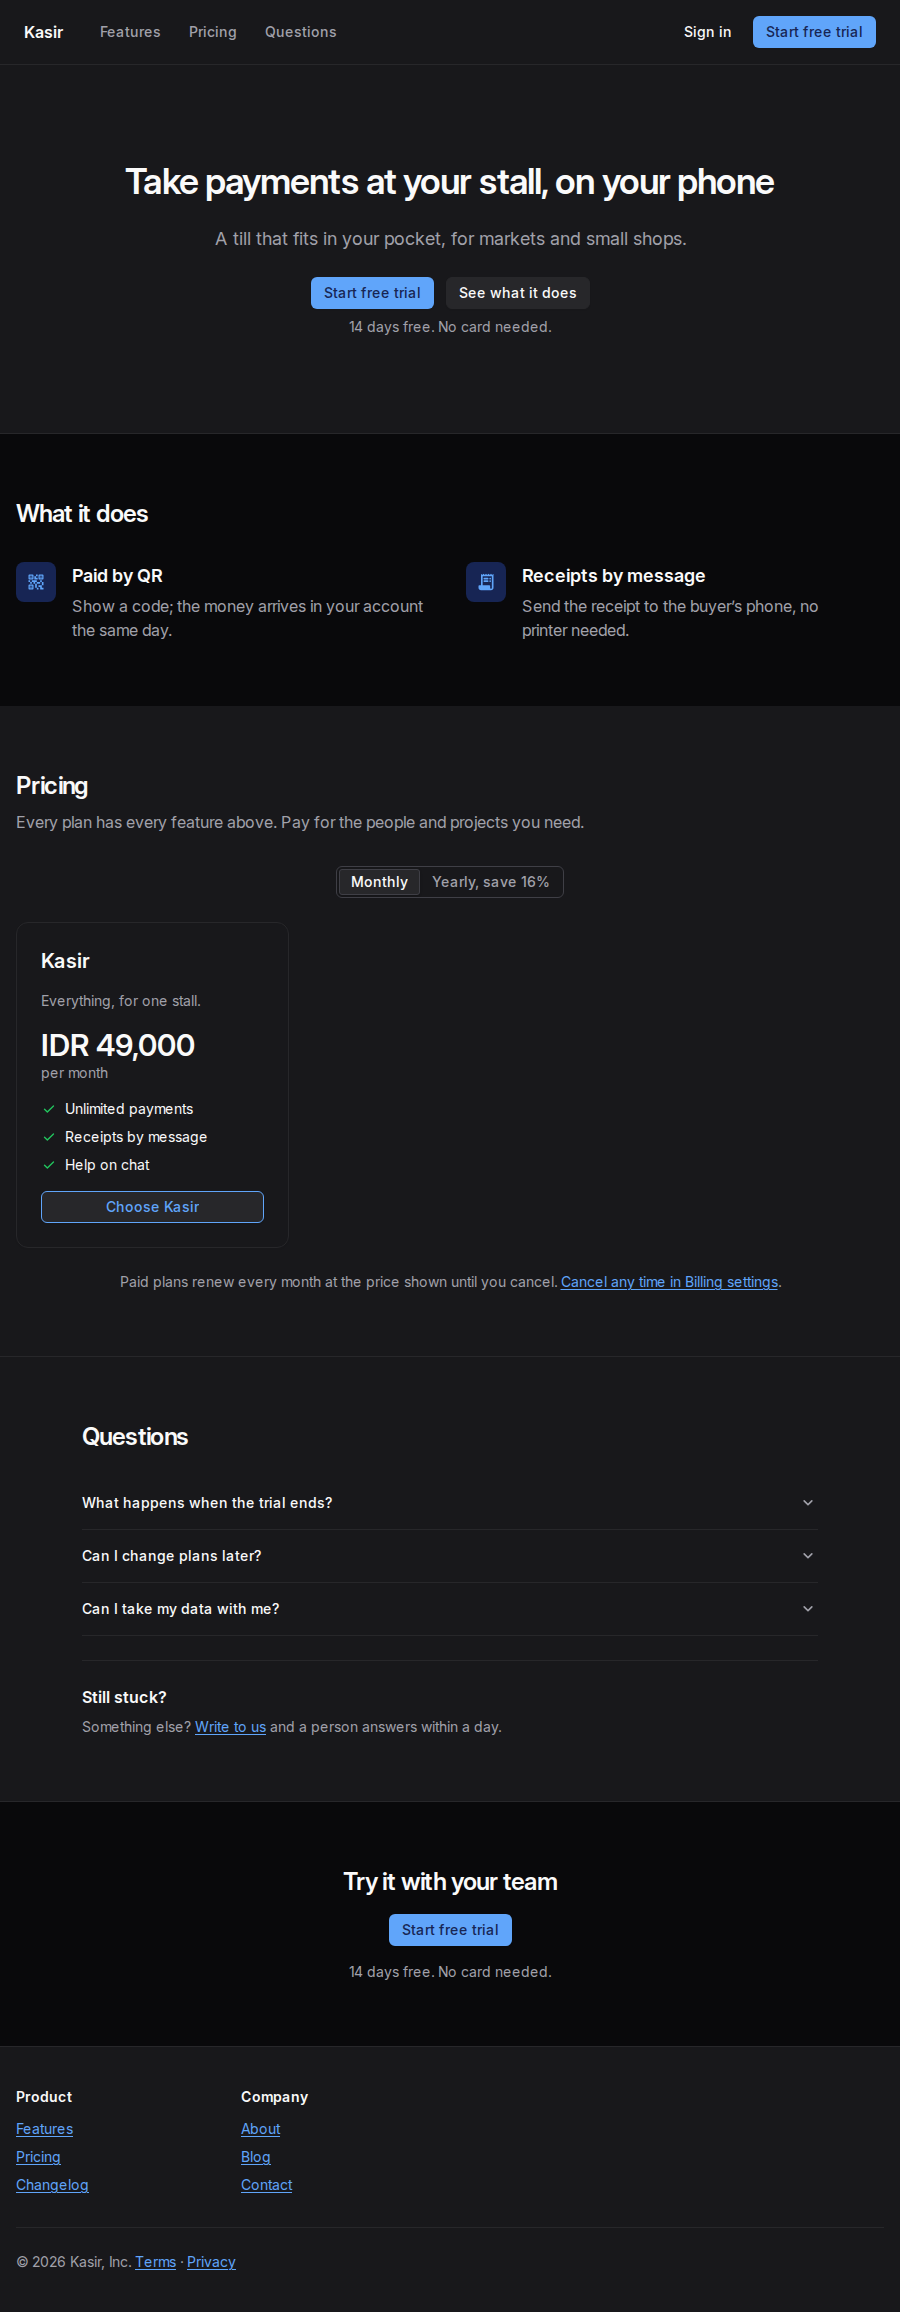 Kasir Features Pricing Questions Sign in Start free trial
Take payments at your stall, on your phone
A till that fits in your pocket, for markets and small shops.
Start free trial See what it does
14 days free. No card needed.
What it does
Paid by QR
Show a code; the money arrives in your account
the same day.
Receipts by message
Send the receipt to the buyer's phone, no
printer needed.
Pricing
Every plan has every feature above. Pay for the people and projects you need.
Monthly Yearly, save 16%
Kasir
Everything, for one stall.
IDR 49,000
per month
Unlimited payments
Receipts by message
Help on chat
Choose Kasir
Paid plans renew every month at the price shown until you cancel. Cancel any time in Billing settings.
Questions
What happens when the trial ends?
Can I change plans later?
Can I take my data with me?
Still stuck?
Something else? Write to us and a person answers within a day.
Try it with your team
Start free trial
14 days free. No card needed.
Product
Features
Pricing
Changelog
Company
About
Blog
Contact
© 2026 Kasir, Inc. Terms · Privacy